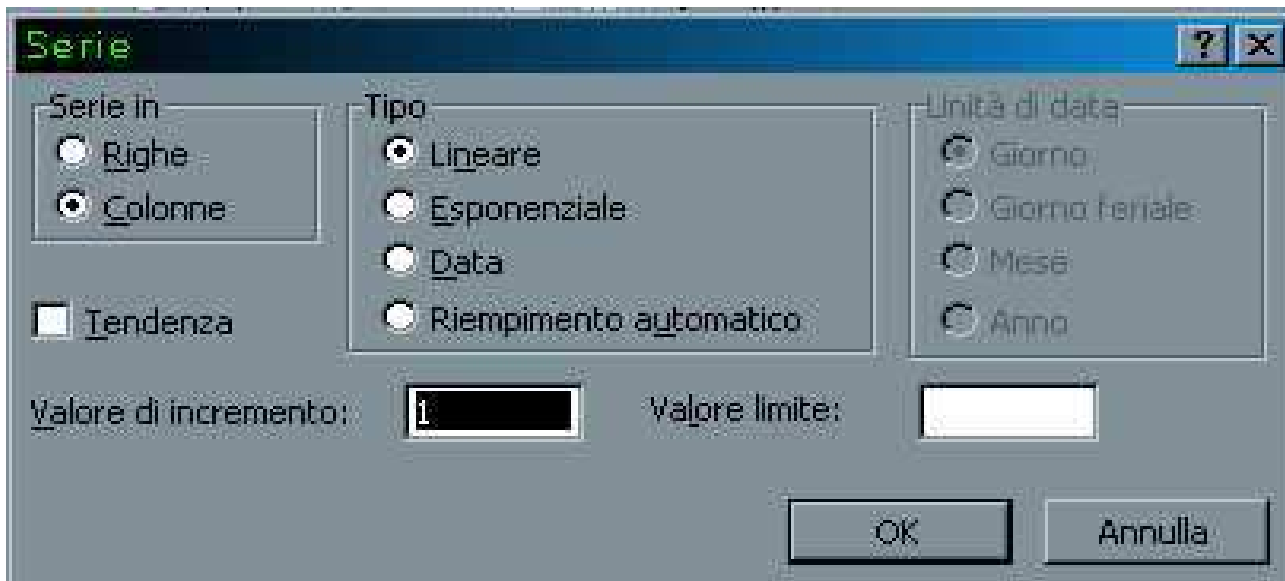 Serie
Serie in
Righe
Colonne
Tendenza
Tipo
Lineare
Esponenziale
Data
Riempimento automatico
Unità di data
Giorno
Giorno feriale
Mese
Anno
Valore di incremento: 1
Valore limite:
OK
Annulla